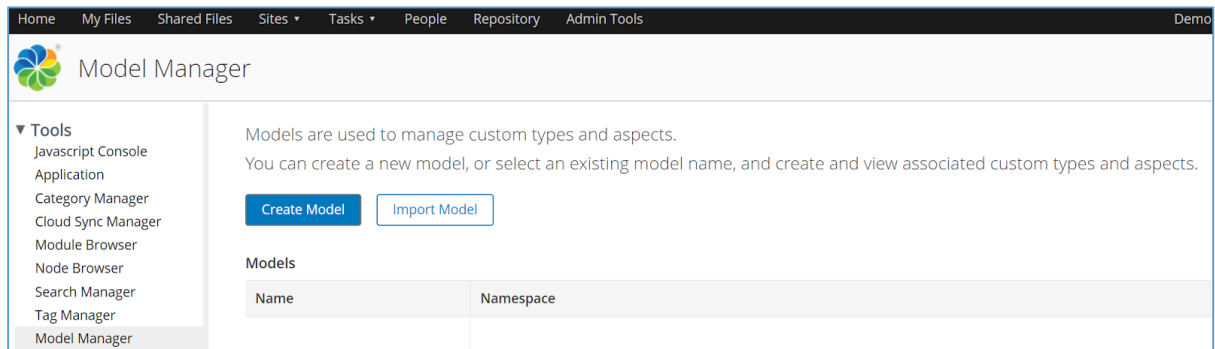 Home My Files Shared Files Sites ▾ Tasks ▾ People Repository Admin Tools Demo
Model Manager
▼ Tools
Javascript Console
Application
Category Manager
Cloud Sync Manager
Module Browser
Node Browser
Search Manager
Tag Manager
Model Manager
Models are used to manage custom types and aspects.
You can create a new model, or select an existing model name, and create and view associated custom types and aspects.
Create Model Import Model
Models
Name Namespace